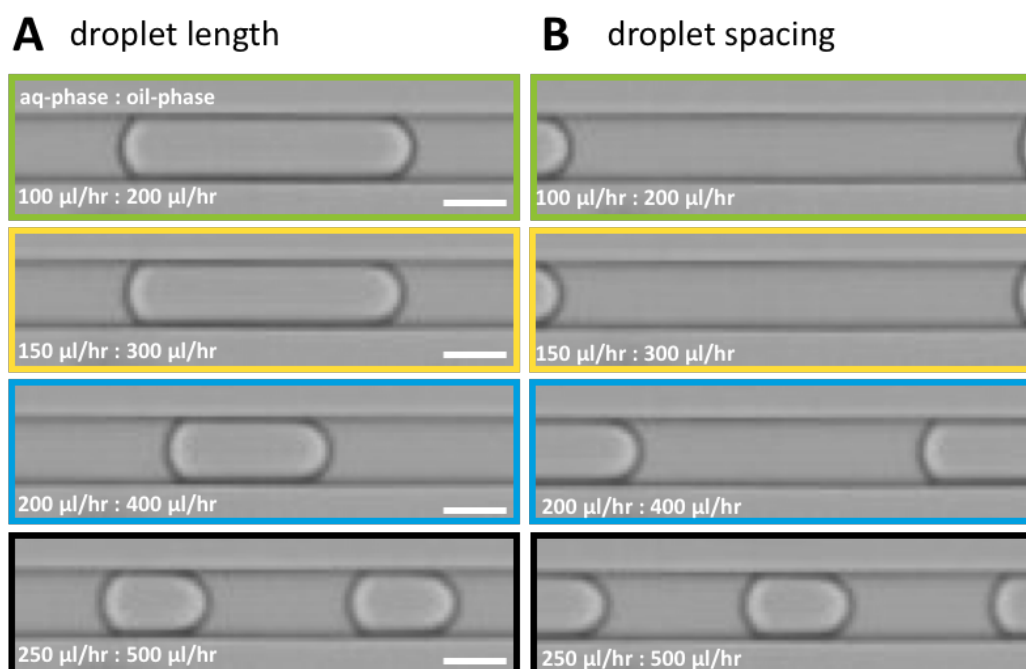 A droplet length
B droplet spacing
aq-phase : oil-phase
100 µl/hr : 200 µl/hr
100 µl/hr : 200 µl/hr
150 µl/hr : 300 µl/hr
150 µl/hr : 300 µl/hr
200 µl/hr : 400 µl/hr
200 µl/hr : 400 µl/hr
250 µl/hr : 500 µl/hr
250 µl/hr : 500 µl/hr